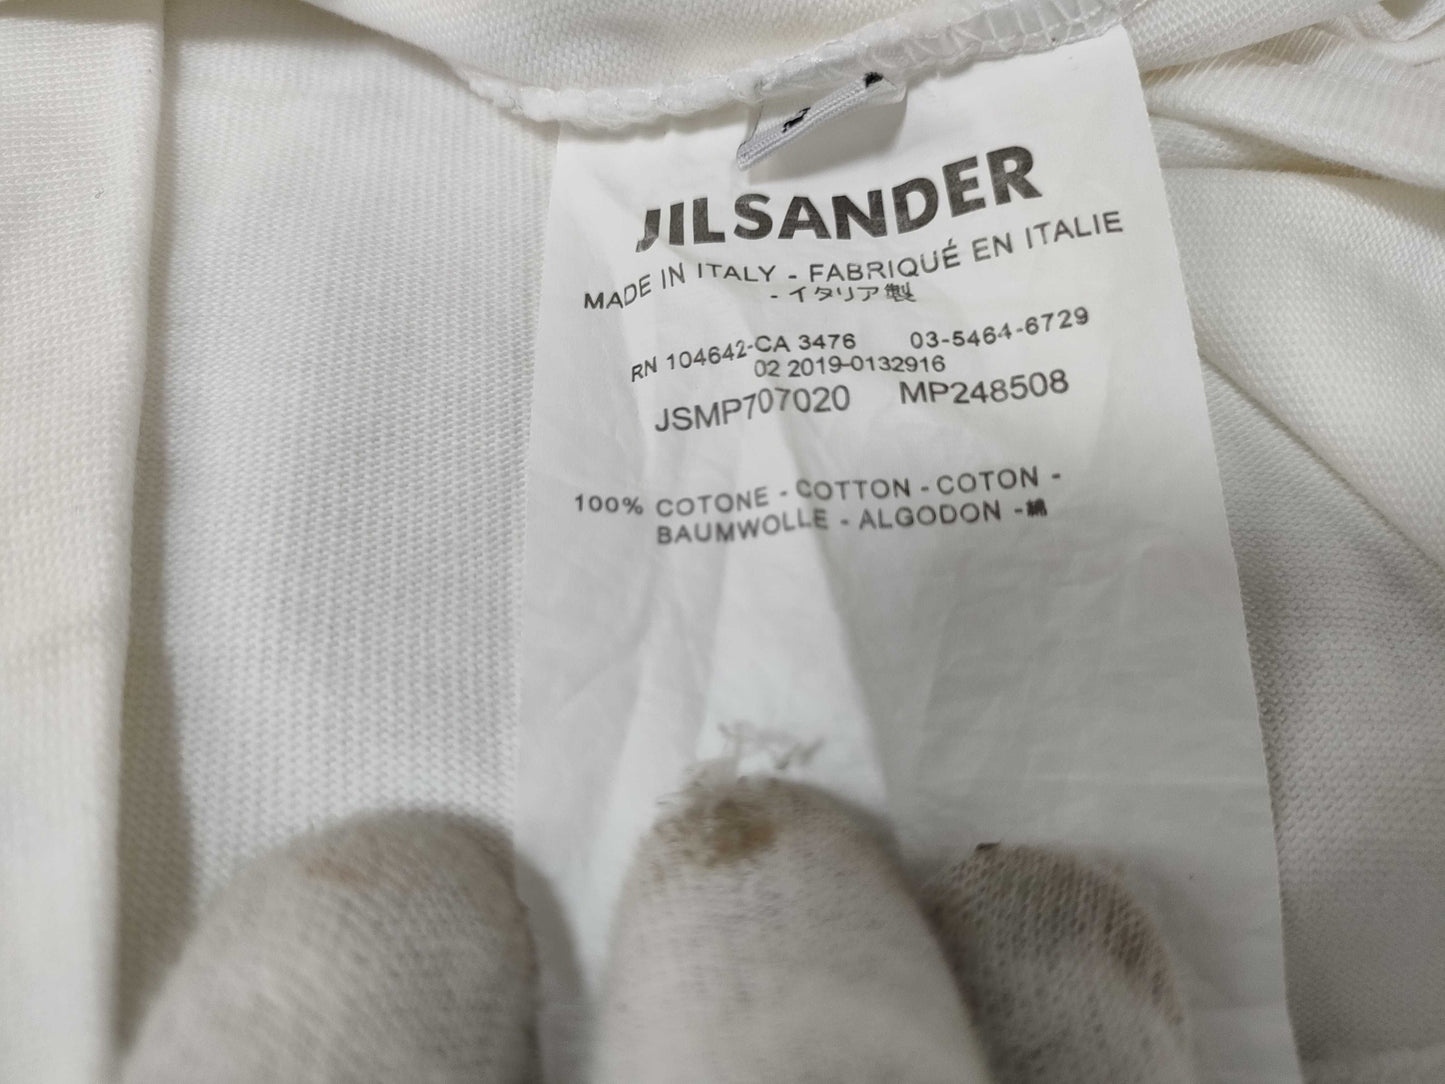 JILSANDER
MADE IN ITALY - FABRIQUÉ EN ITALIE
- イタリア製
RN 104642-CA 3476 03-5464-6729
02 2019-0132916
JSMP707020 MP248508
100% COTONE - COTTON - COTON -
BAUMWOLLE - ALGODON - 綿